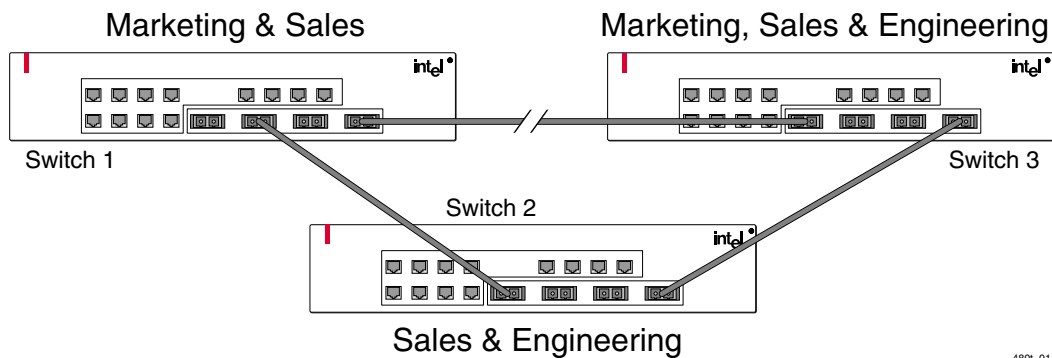 Marketing & Sales
Marketing, Sales & Engineering
intel
intel
Switch 1
Switch 3
Switch 2
intel
Sales & Engineering